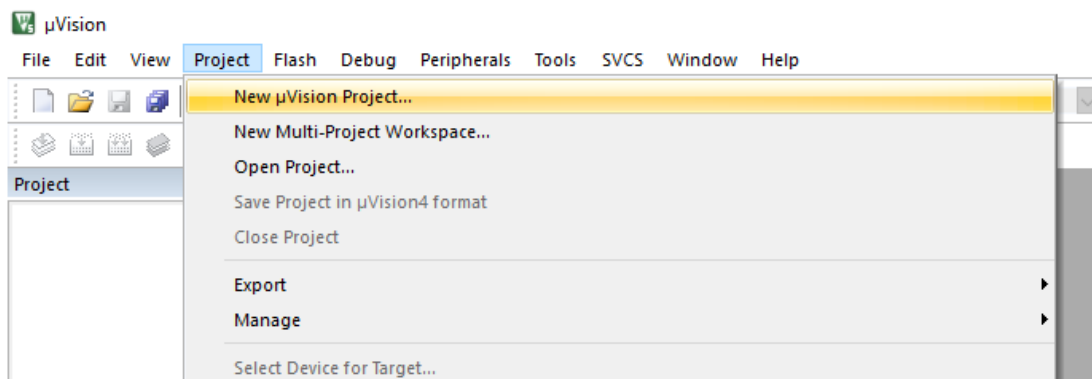 µVision
File Edit View Project Flash Debug Peripherals Tools SVCS Window Help
New µVision Project...
New Multi-Project Workspace...
Open Project...
Project
Save Project in µVision4 format
Close Project
Export
Manage
Select Device for Target...